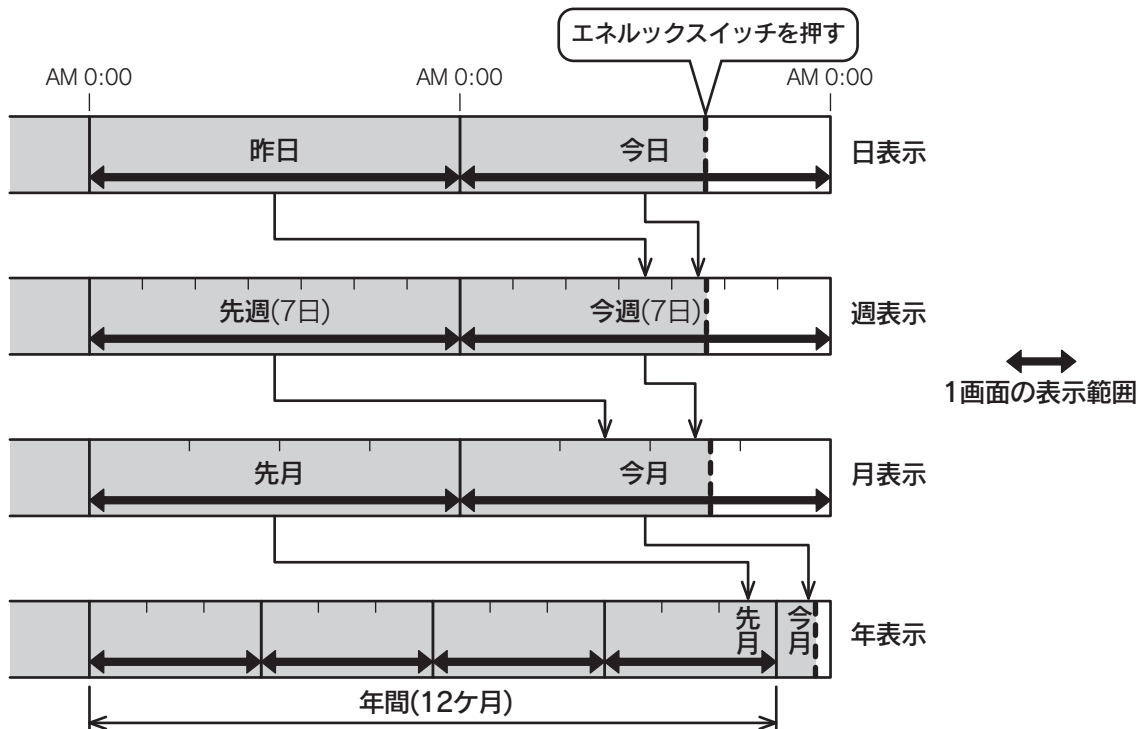 エネルックスイッチを押す
AM 0:00
AM 0:00
AM 0:00
昨日
今日
日表示
先週(7日)
今週(7日)
週表示
1画面の表示範囲
先月
今月
月表示
先月
今月
年表示
年間(12ケ月)